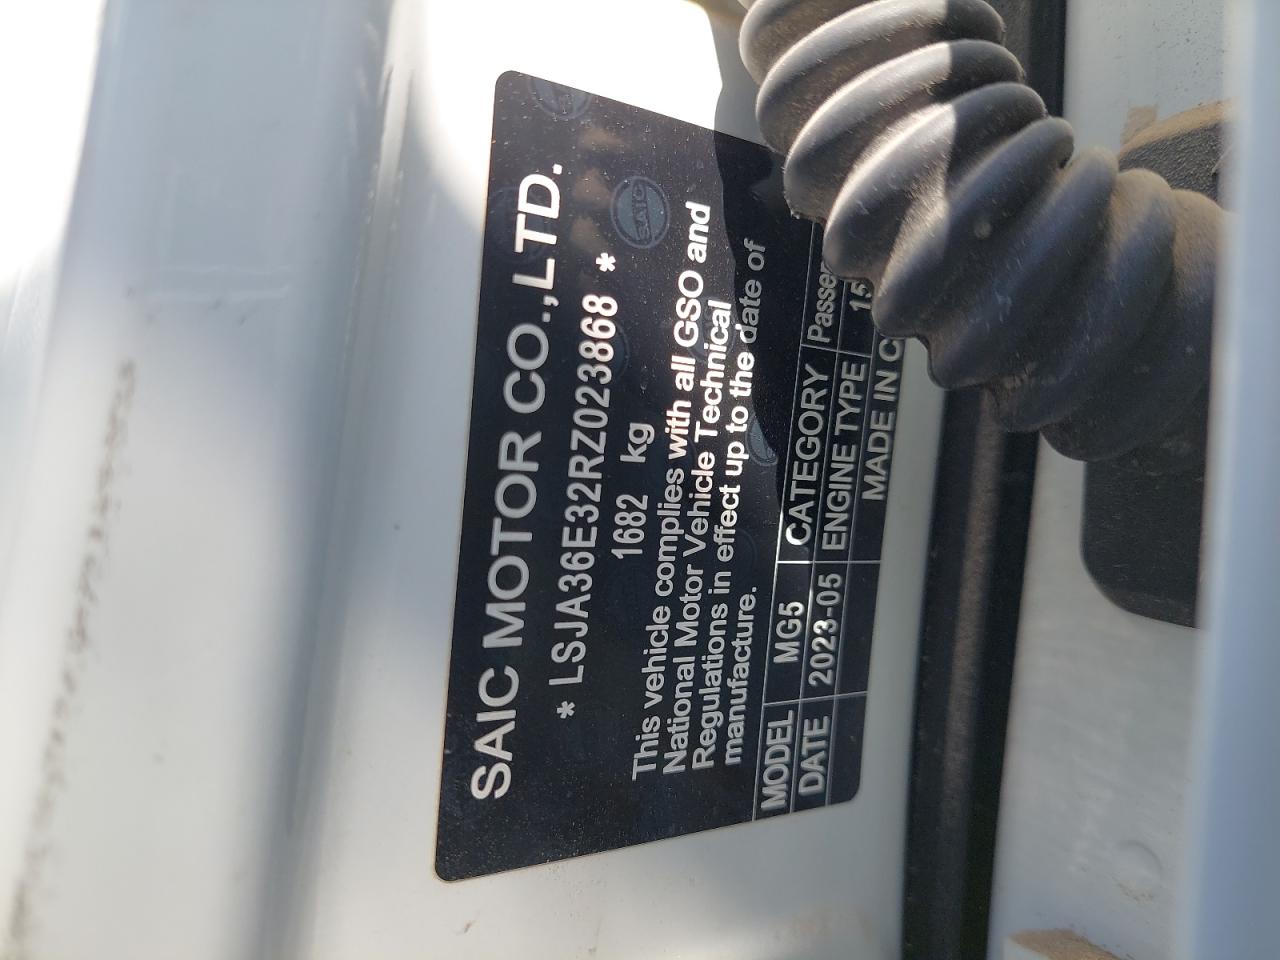 SAIC MOTOR CO.,LTD.
* LSJA36E32RZ023868 *
1682 kg
SAIC
This vehicle complies with all GSO and
National Motor Vehicle Technical
Regulations in effect up to the date of
manufacture.
MODEL MG5 CATEGORY
DATE 2023-05 ENGINE TYPE
MADE IN